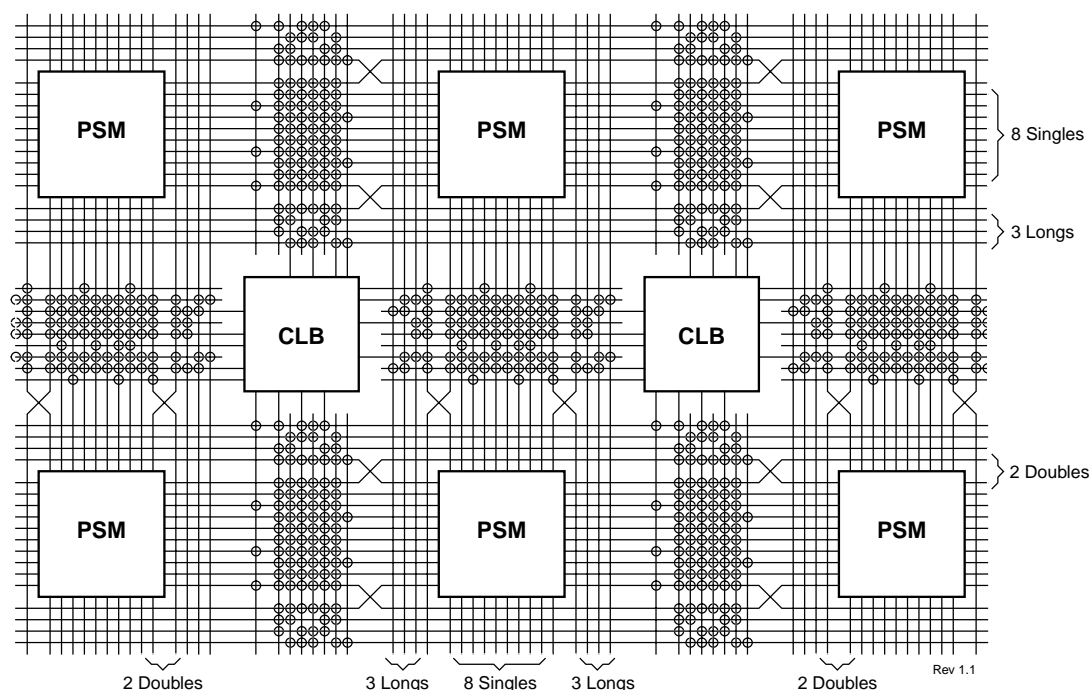 PSM PSM PSM
8 Singles
3 Longs
CLB CLB
2 Doubles
PSM PSM PSM
Rev 1.1
2 Doubles 3 Longs 8 Singles 3 Longs 2 Doubles